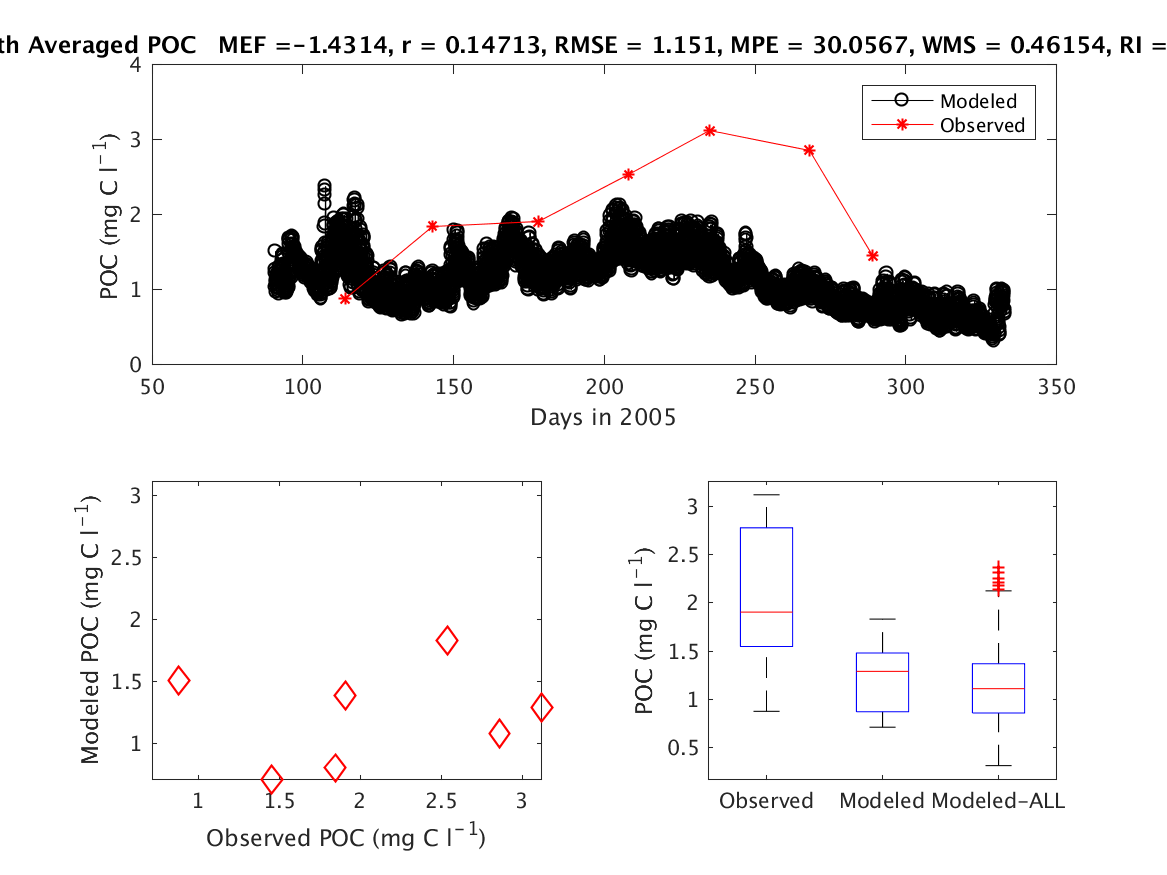 th Averaged POC   MEF =-1.4314, r = 0.14713, RMSE = 1.151, MPE = 30.0567, WMS = 0.46154, RI =
4
3
2
1
0
POC (mg C l⁻¹)
Modeled
Observed
50 100 150 200 250 300 350
Days in 2005
3
2.5
2
1.5
1
Modeled POC (mg C l⁻¹)
1 1.5 2 2.5 3
Observed POC (mg C l⁻¹)
3
2.5
2
1.5
1
0.5
POC (mg C l⁻¹)
Observed Modeled Modeled-ALL